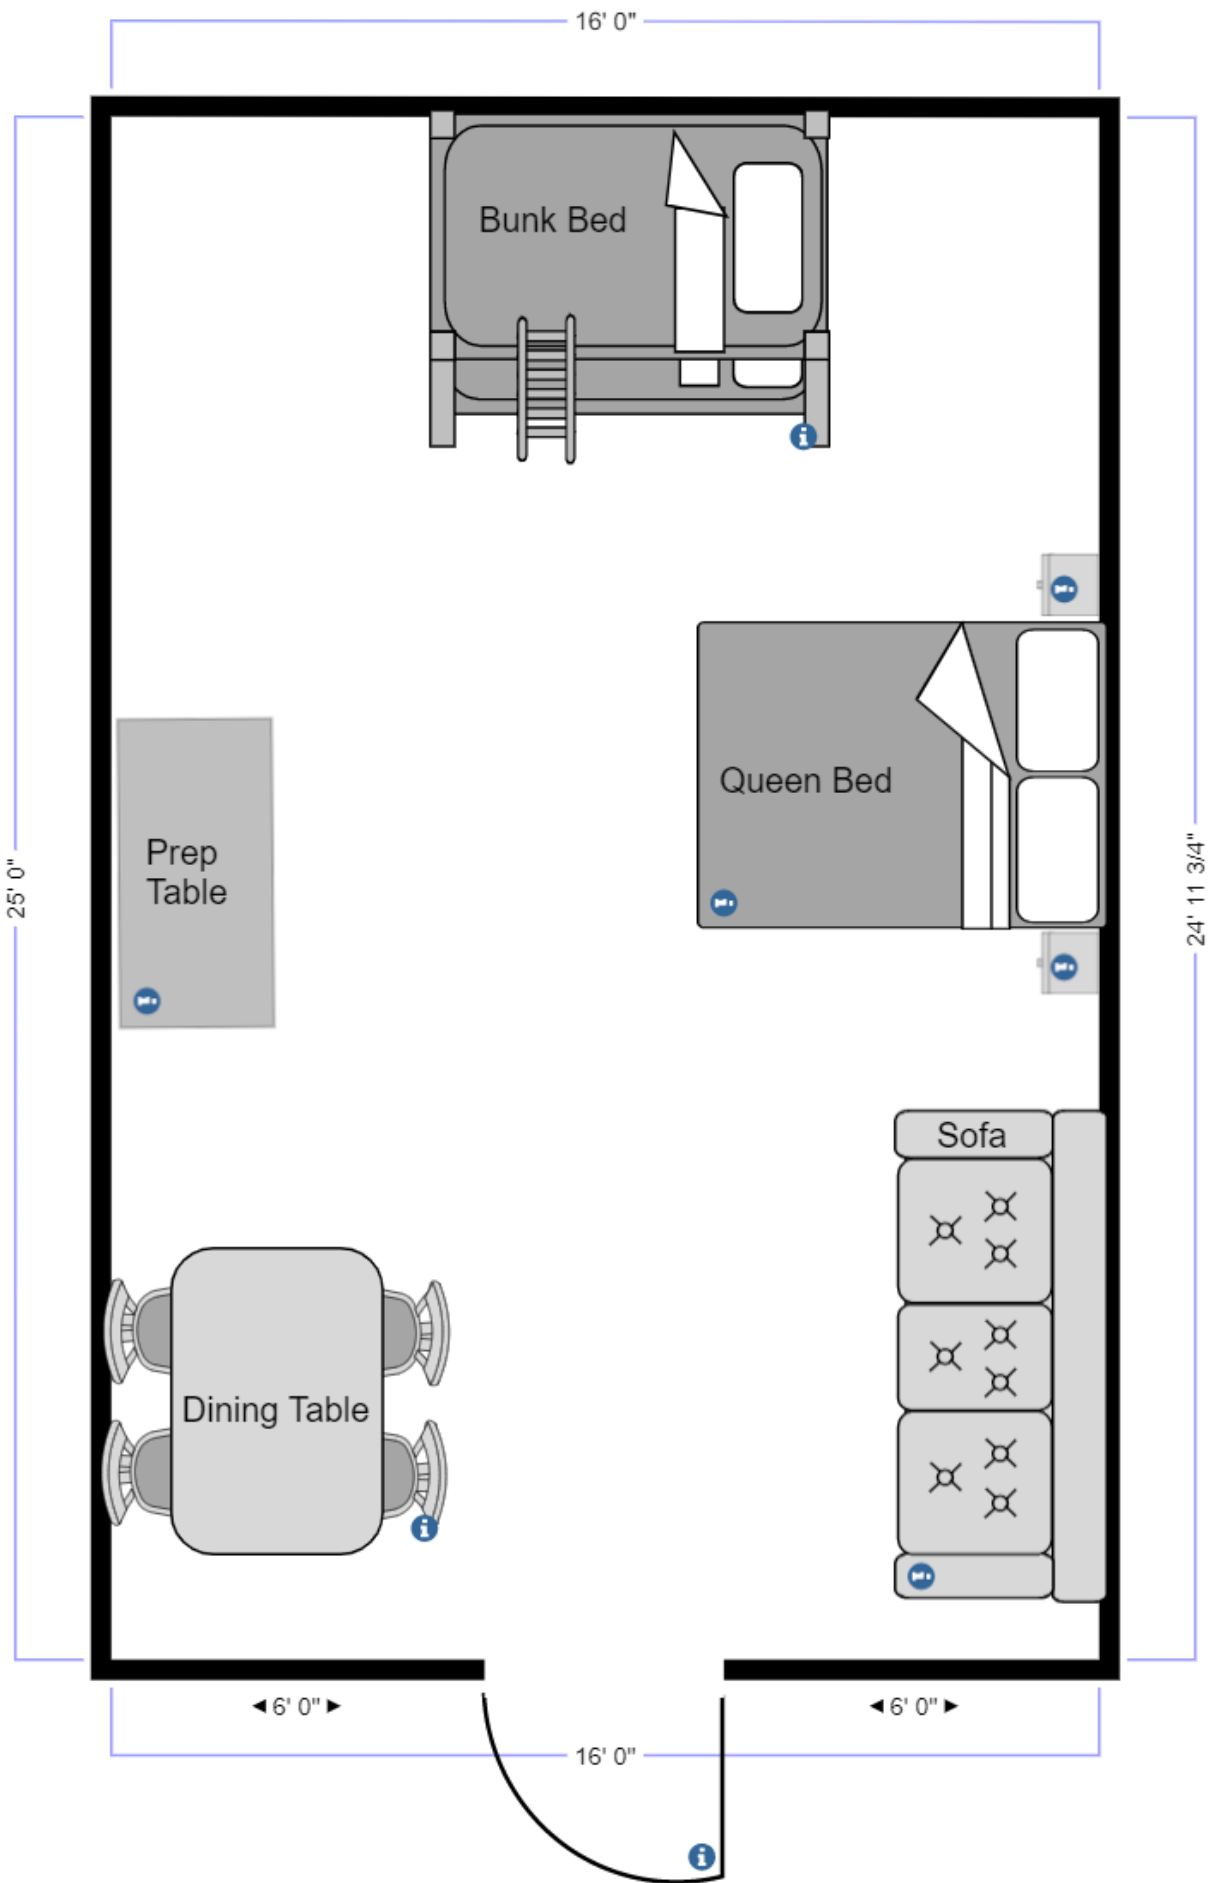 16' 0"
Bunk Bed
Queen Bed
Prep
Table
25' 0"
24' 11 3/4"
Sofa
Dining Table
◄ 6' 0" ►
◄ 6' 0" ►
16' 0"